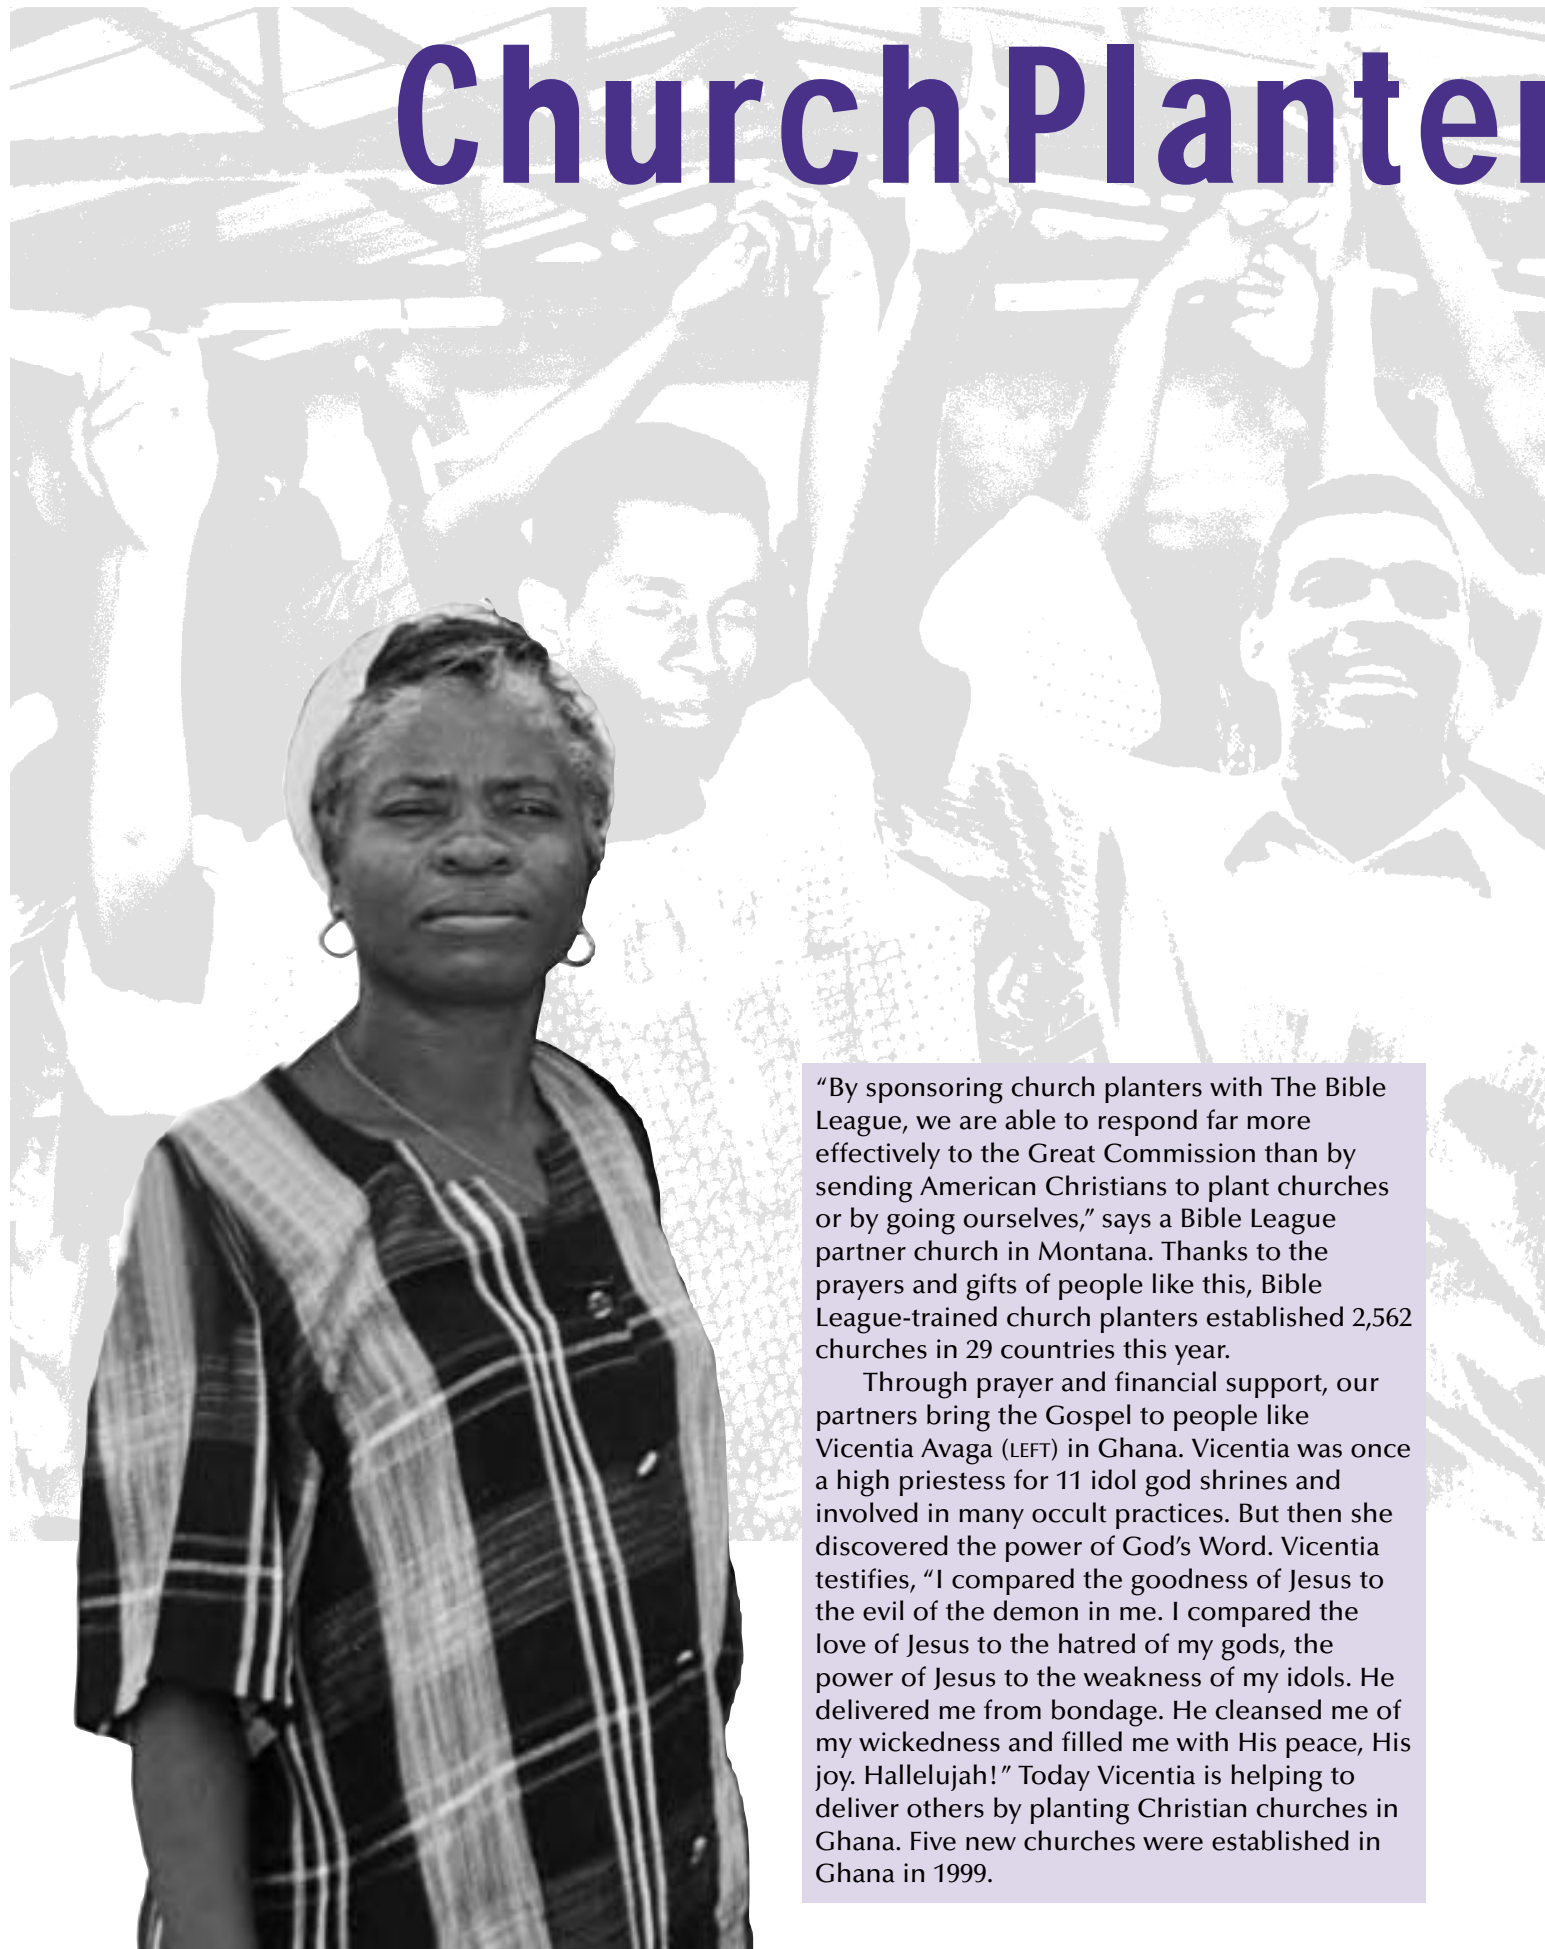 Church Planter
“By sponsoring church planters with The Bible
League, we are able to respond far more
effectively to the Great Commission than by
sending American Christians to plant churches
or by going ourselves,” says a Bible League
partner church in Montana. Thanks to the
prayers and gifts of people like this, Bible
League-trained church planters established 2,562
churches in 29 countries this year.
Through prayer and financial support, our
partners bring the Gospel to people like
Vicentia Avaga (LEFT) in Ghana. Vicentia was once
a high priestess for 11 idol god shrines and
involved in many occult practices. But then she
discovered the power of God’s Word. Vicentia
testifies, “I compared the goodness of Jesus to
the evil of the demon in me. I compared the
love of Jesus to the hatred of my gods, the
power of Jesus to the weakness of my idols. He
delivered me from bondage. He cleansed me of
my wickedness and filled me with His peace, His
joy. Hallelujah!” Today Vicentia is helping to
deliver others by planting Christian churches in
Ghana. Five new churches were established in
Ghana in 1999.